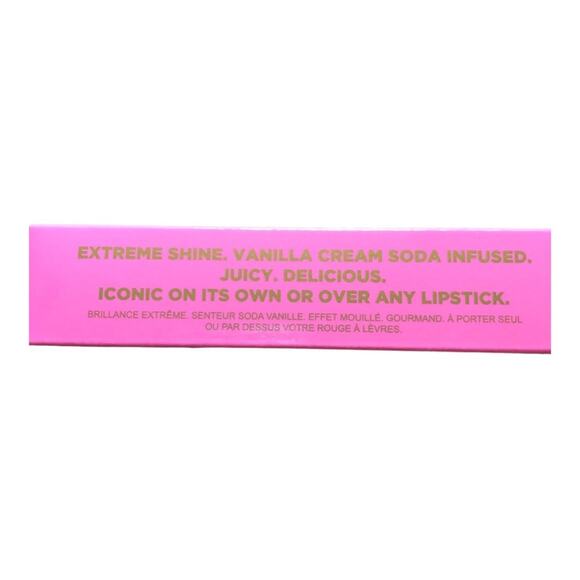 EXTREME SHINE. VANILLA CREAM SODA INFUSED.
JUICY. DELICIOUS.
ICONIC ON ITS OWN OR OVER ANY LIPSTICK.
BRILLANCE EXTRÊME. SENTEUR SODA VANILLE. EFFET MOUILLÉ. GOURMAND. À PORTER SEUL
OU PAR DESSUS VOTRE ROUGE À LÈVRES.